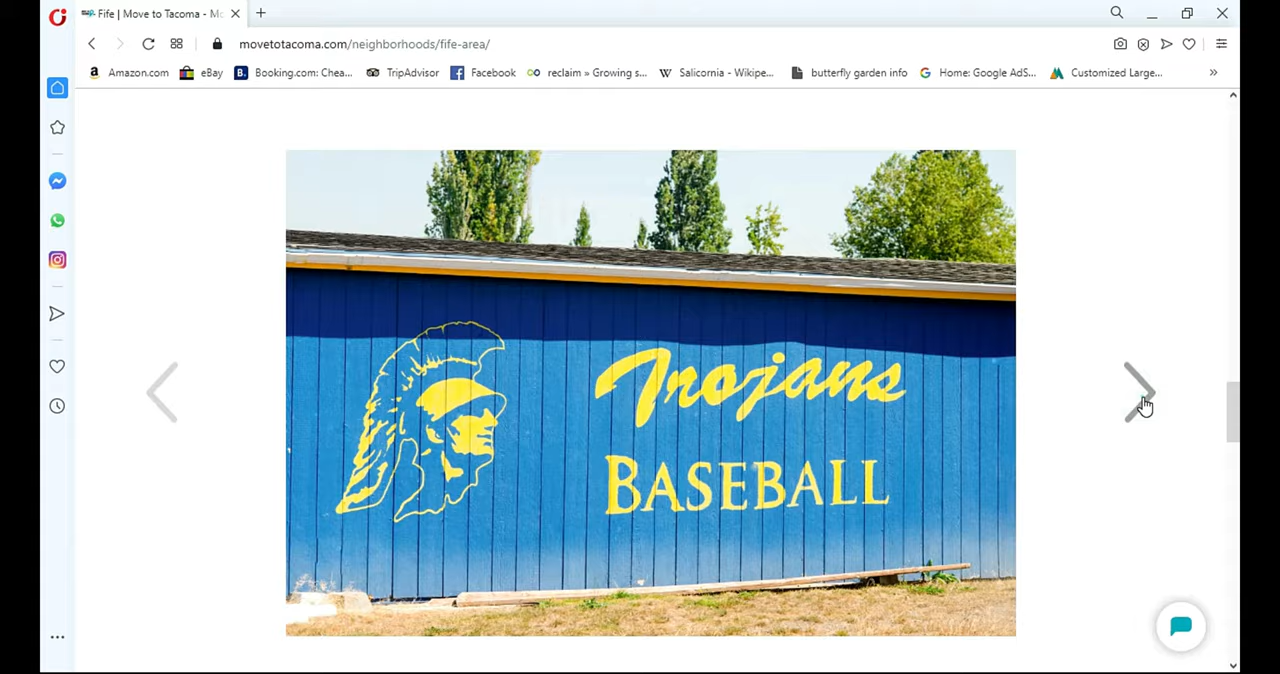 Fife | Move to Tacoma - Mo
movetotacoma.com/neighborhoods/fife-area/
Amazon.com
eBay
Booking.com: Chea...
TripAdvisor
Facebook
reclaim » Growing s...
Salicornia - Wikipe...
butterfly garden info
Home: Google AdS...
Customized Large...
Trojans
BASEBALL